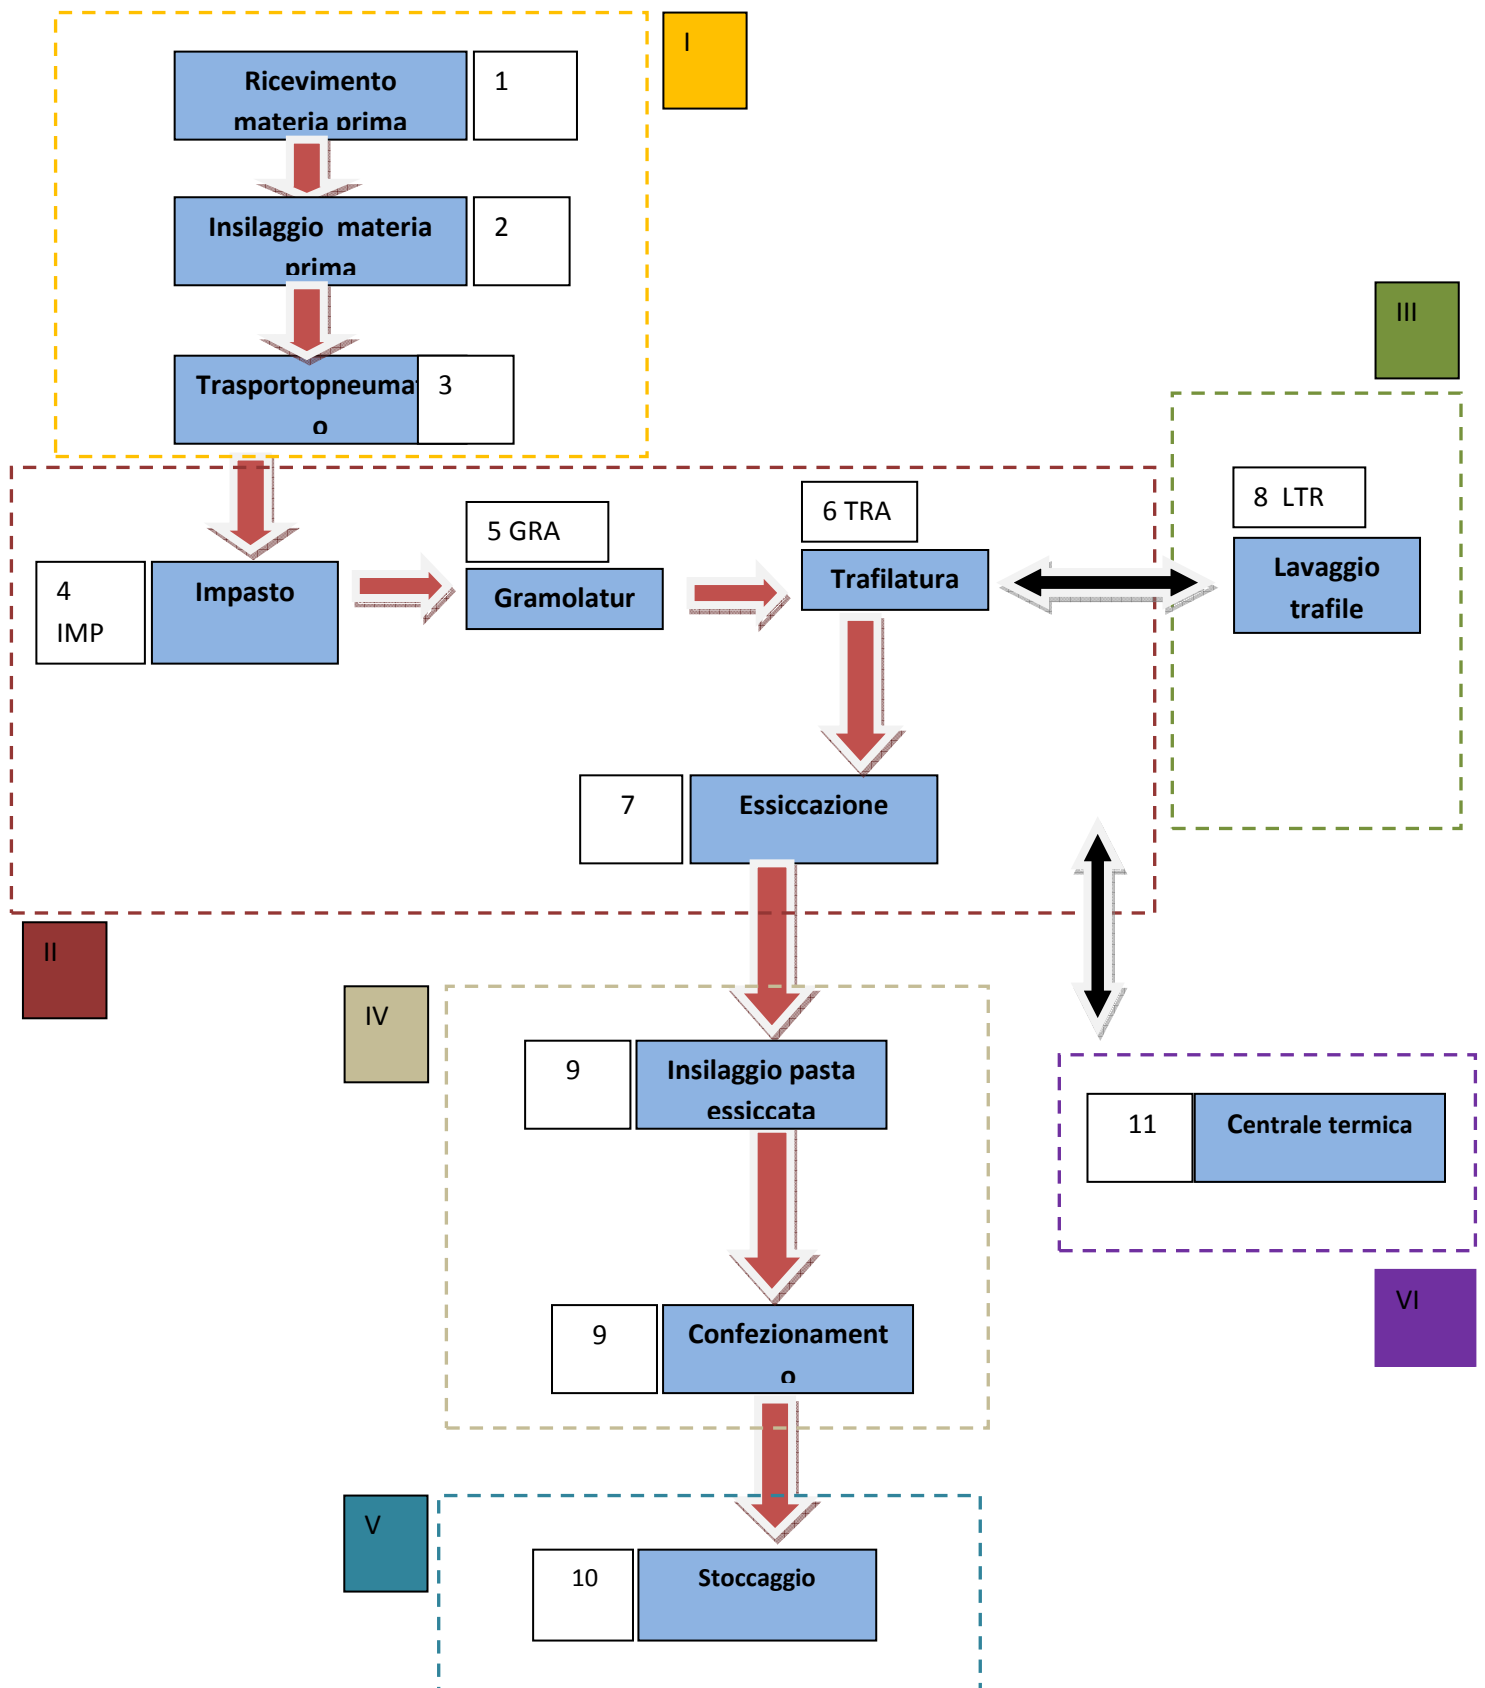 I
Ricevimento
materia prima
1
Insilaggio materia
prima
2
Trasportopneumat
o
3
III
8 LTR
Lavaggio
trafile
4
IMP
Impasto
5 GRA
Gramolatur
6 TRA
Trafilatura
7
Essiccazione
II
IV
9
Insilaggio pasta
essiccata
11
Centrale termica
VI
9
Confezionament
o
V
10
Stoccaggio